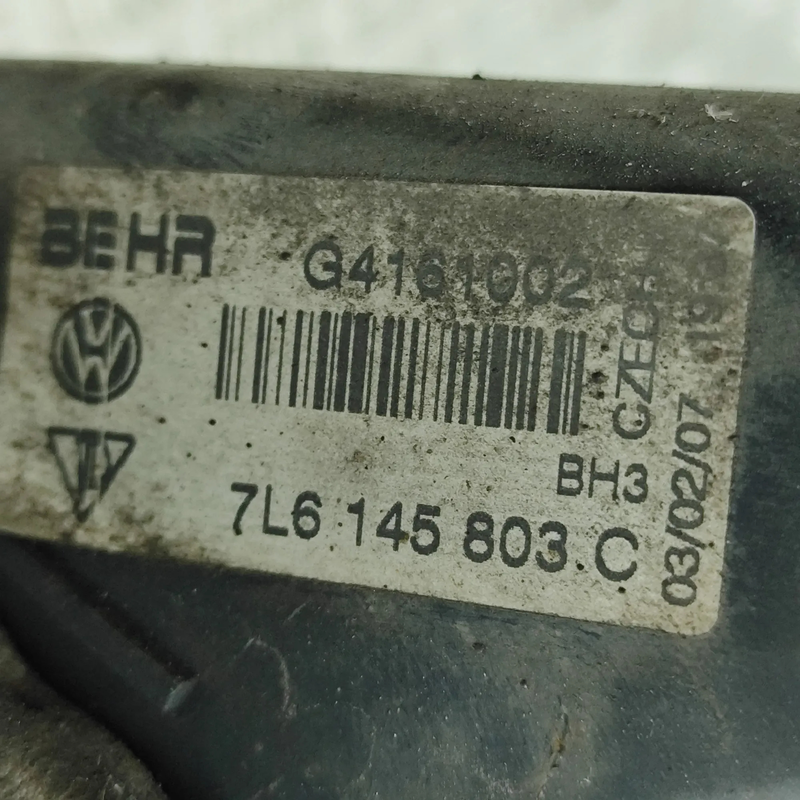 BEHR
G4161002
CZECH
BH3
7L6 145 803 C
03/02/07